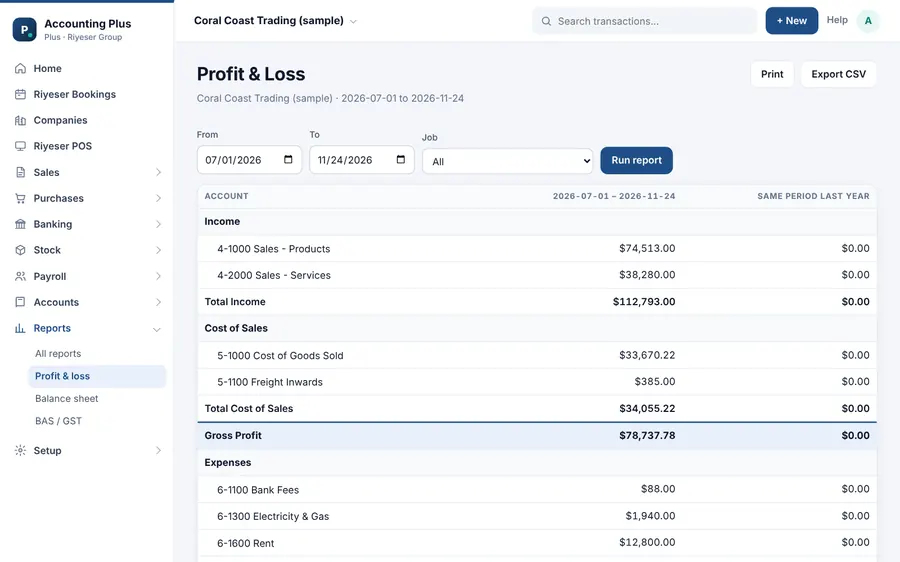 P
Accounting Plus
Plus · Riyeser Group
Home
Riyeser Bookings
Companies
Riyeser POS
Sales
Purchases
Banking
Stock
Payroll
Accounts
Reports
All reports
Profit & loss
Balance sheet
BAS / GST
Setup
Coral Coast Trading (sample)
Search transactions...
+ New
Help
A
Profit & Loss
Coral Coast Trading (sample) · 2026-07-01 to 2026-11-24
Print
Export CSV
From
To
Job
07/01/2026
11/24/2026
All
Run report
ACCOUNT 2026-07-01 – 2026-11-24 SAME PERIOD LAST YEAR
Income
4-1000 Sales - Products $74,513.00 $0.00
4-2000 Sales - Services $38,280.00 $0.00
Total Income $112,793.00 $0.00
Cost of Sales
5-1000 Cost of Goods Sold $33,670.22 $0.00
5-1100 Freight Inwards $385.00 $0.00
Total Cost of Sales $34,055.22 $0.00
Gross Profit $78,737.78 $0.00
Expenses
6-1100 Bank Fees $88.00 $0.00
6-1300 Electricity & Gas $1,940.00 $0.00
6-1600 Rent $12,800.00 $0.00